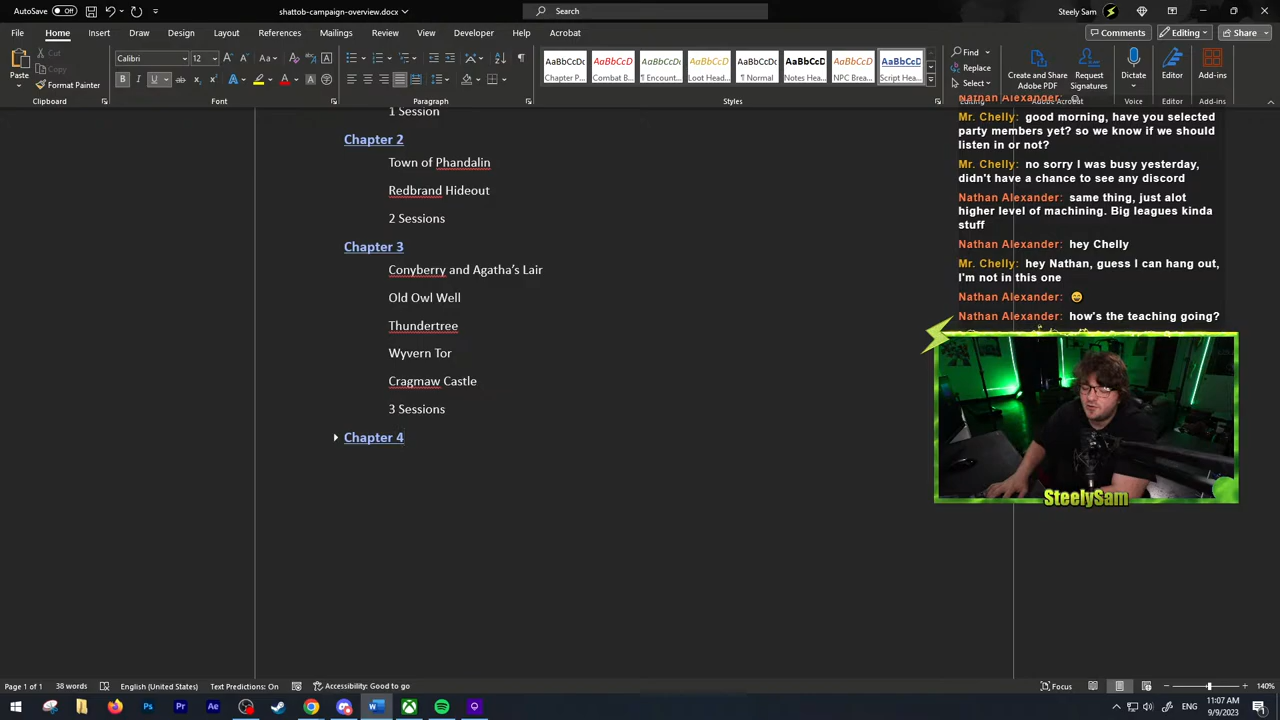 AutoSave Off shattob-campaign-overview.docx Search Steely Sam
File Home Insert Draw Design Layout References Mailings Review View Developer Help Acrobat Comments Editing Share
Paste Cut Copy Format Painter
Calibri 12
AaBbCcDc AaBbCcD AaBbCcDc AaBbCcD AaBbCcDc AaBbCcD AaBbCcD AaBbCcD
Chapter P... Combat B... ¶ Encount... Loot Head... ¶ Normal Notes Hea... NPC Brea... Script Hea...
Find Replace Select
Create and Share Adobe PDF Request Signatures Dictate Editor Add-ins
Clipboard Font Paragraph Styles Editing Adobe Acrobat Voice Editor Add-ins
1 Session
Chapter 2
Town of Phandalin
Redbrand Hideout
2 Sessions
Chapter 3
Conyberry and Agatha's Lair
Old Owl Well
Thundertree
Wyvern Tor
Cragmaw Castle
3 Sessions
Chapter 4
Nathan Alexander:
Mr. Chelly: good morning, have you selected
party members yet? so we know if we should
listen in or not?
Mr. Chelly: no sorry I was busy yesterday,
didn't have a chance to see any discord
Nathan Alexander: same thing, just alot
higher level of machining. Big leagues kinda
stuff
Nathan Alexander: hey Chelly
Mr. Chelly: hey Nathan, guess I can hang out,
I'm not in this one
Nathan Alexander: 😄
Nathan Alexander: how's the teaching going?
SteelySam
Page 1 of 1 38 words English (United States) Text Predictions: On Accessibility: Good to go Focus 140%
ENG 11:07 AM
9/9/2023